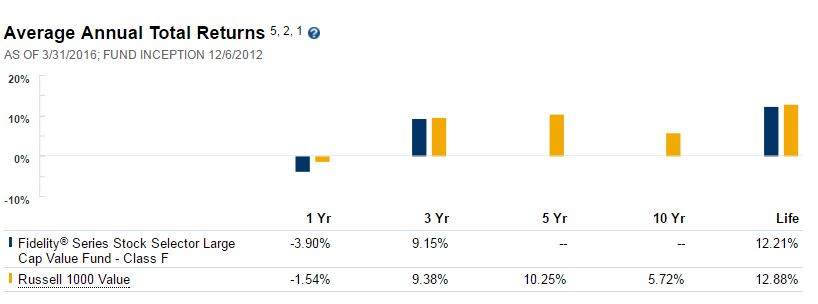 Average Annual Total Returns 5, 2, 1 ?
AS OF 3/31/2016; FUND INCEPTION 12/6/2012
20%
10%
0%
-10%
1 Yr 3 Yr 5 Yr 10 Yr Life
Fidelity® Series Stock Selector Large
Cap Value Fund - Class F -3.90% 9.15% -- -- 12.21%
Russell 1000 Value -1.54% 9.38% 10.25% 5.72% 12.88%